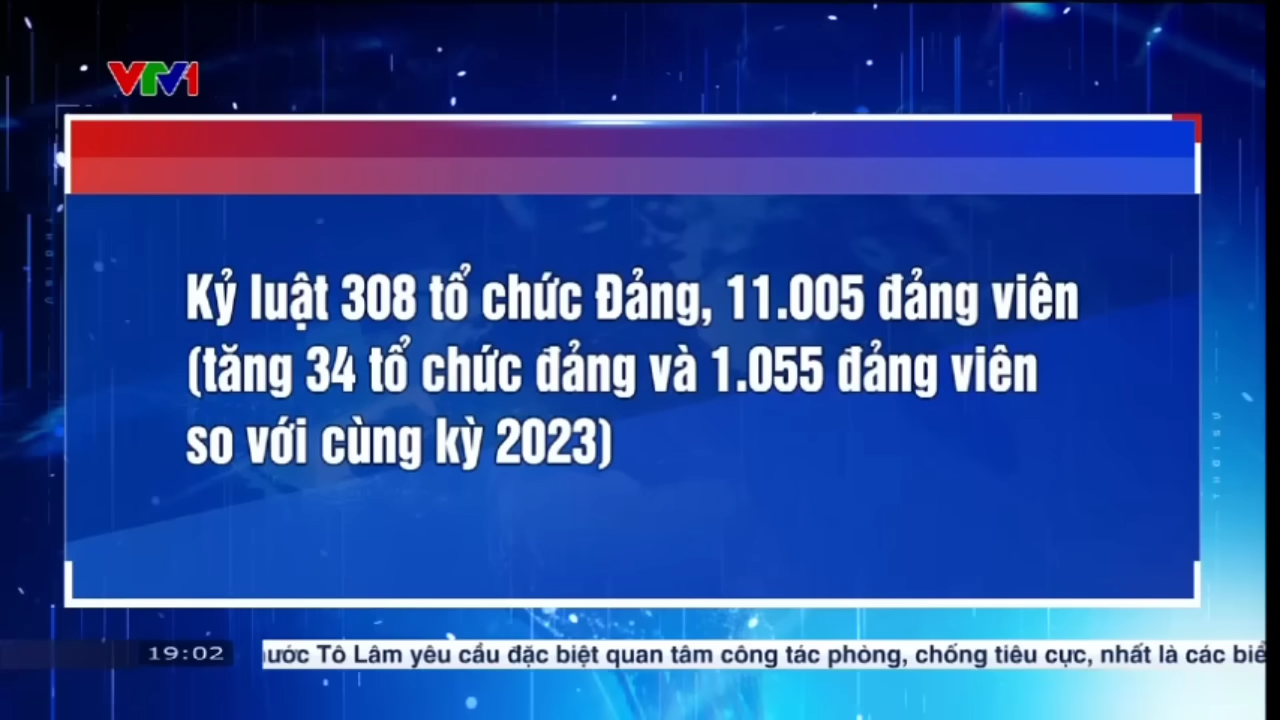 VTV1
Kỷ luật 308 tổ chức Đảng, 11.005 đảng viên
(tăng 34 tổ chức đảng và 1.055 đảng viên
so với cùng kỳ 2023)
19:02
Tô Lâm yêu cầu đặc biệt quan tâm công tác phòng, chống tiêu cực, nhất là các